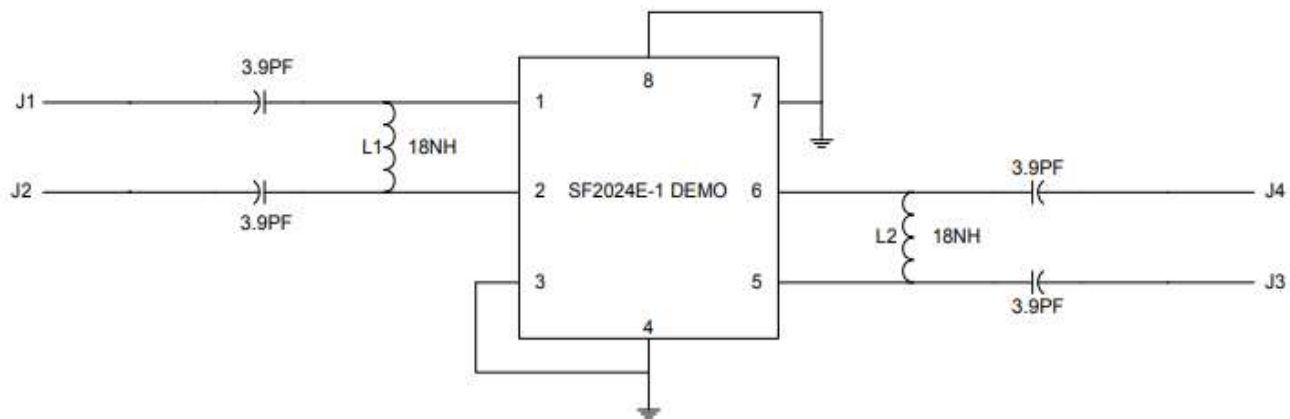 8
3.9PF
J1
1
7
L1
18NH
3.9PF
J2
2
SF2024E-1 DEMO
6
J4
3.9PF
L2
18NH
3
5
J3
3.9PF
4